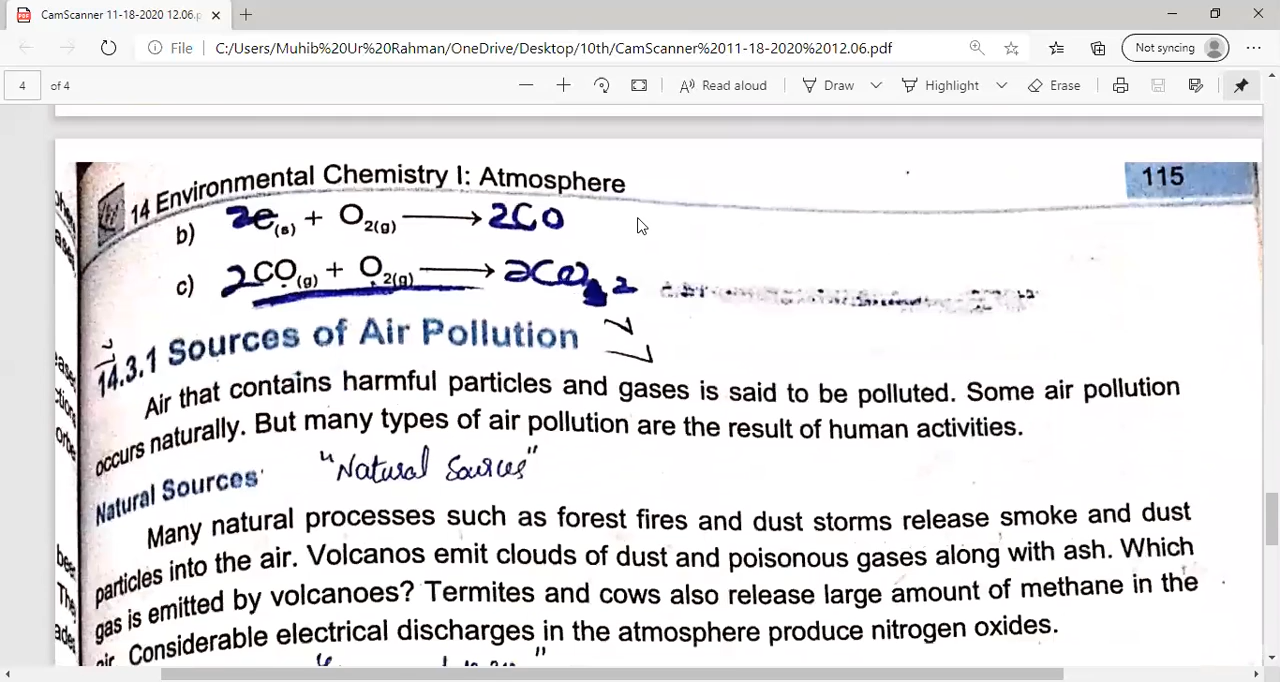 CamScanner 11-18-2020 12.06.p
File
C:/Users/Muhib%20Ur%20Rahman/OneDrive/Desktop/10th/CamScanner%2011-18-2020%2012.06.pdf
Not syncing
4 of 4
Read aloud
Draw
Highlight
Erase
14 Environmental Chemistry I: Atmosphere
115
b) 2C(s) + O2(g) → 2CO
c) 2CO(g) + O2(g) → 2CO2
14.3.1 Sources of Air Pollution
Air that contains harmful particles and gases is said to be polluted. Some air pollution
occurs naturally. But many types of air pollution are the result of human activities.
Natural Sources "Natural Sources"
Many natural processes such as forest fires and dust storms release smoke and dust
particles into the air. Volcanos emit clouds of dust and poisonous gases along with ash. Which
gas is emitted by volcanoes? Termites and cows also release large amount of methane in the
air. Considerable electrical discharges in the atmosphere produce nitrogen oxides.